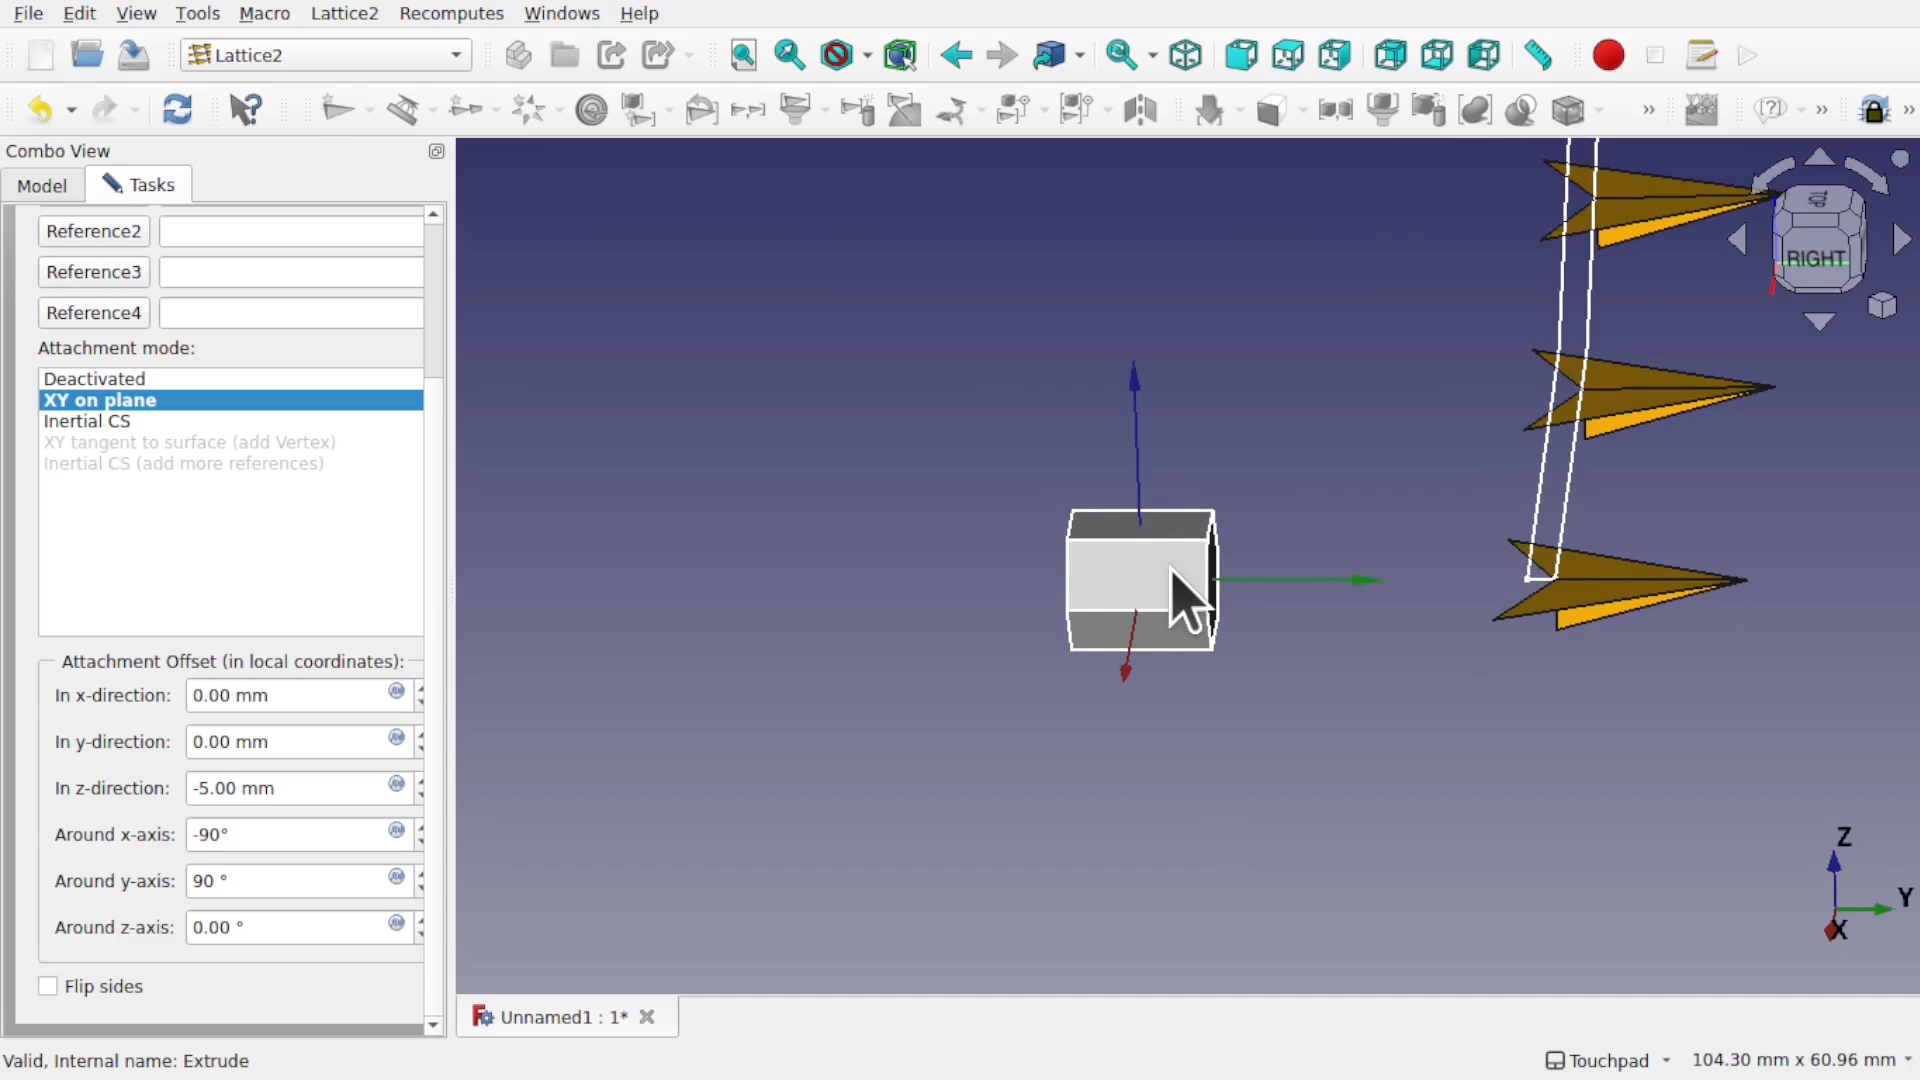 File Edit View Tools Macro Lattice2 Recomputes Windows Help
Lattice2
Combo View
Model Tasks
Reference2
Reference3
Reference4
Attachment mode:
Deactivated
XY on plane
Inertial CS
XY tangent to surface (add Vertex)
Inertial CS (add more references)
Attachment Offset (in local coordinates):
In x-direction: 0.00 mm
In y-direction: 0.00 mm
In z-direction: -5.00 mm
Around x-axis: -90°
Around y-axis: 90 °
Around z-axis: 0.00 °
Flip sides
TOP
RIGHT
Z
Y
X
Unnamed1 : 1*
Valid, Internal name: Extrude
Touchpad 104.30 mm x 60.96 mm